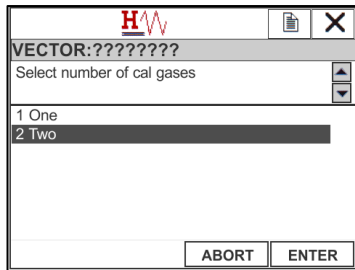 H
VECTOR:????????
Select number of cal gases
1 One
2 Two
ABORT ENTER